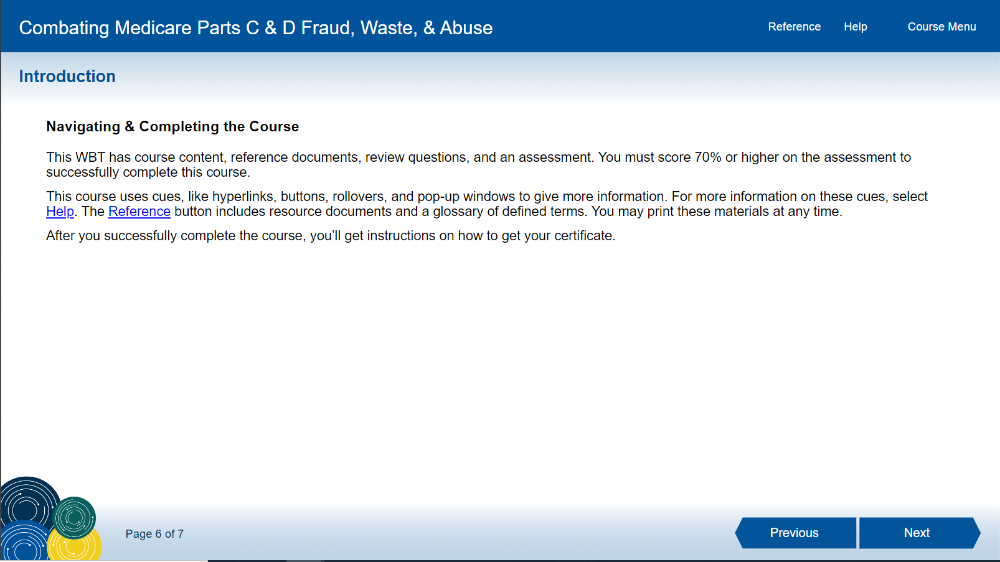 Combating Medicare Parts C & D Fraud, Waste, & Abuse
Reference
Help
Course Menu
Introduction
Navigating & Completing the Course
This WBT has course content, reference documents, review questions, and an assessment. You must score 70% or higher on the assessment to
successfully complete this course.
This course uses cues, like hyperlinks, buttons, rollovers, and pop-up windows to give more information. For more information on these cues, select
Help. The Reference button includes resource documents and a glossary of defined terms. You may print these materials at any time.
After you successfully complete the course, you’ll get instructions on how to get your certificate.
Page 6 of 7
Previous
Next